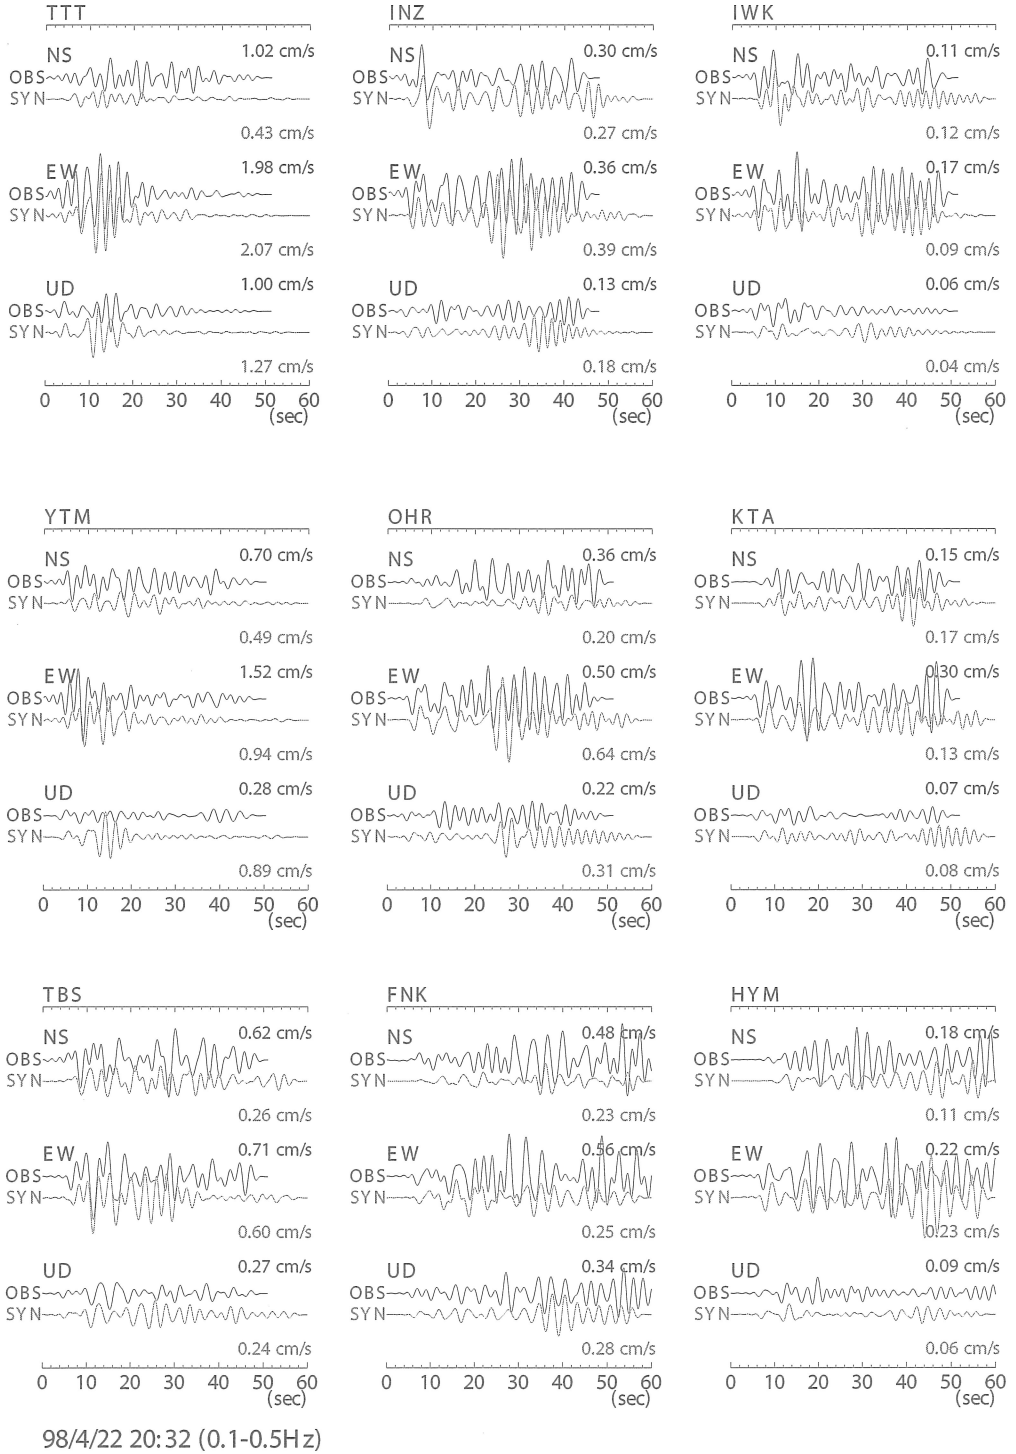 TTT INZ IWK
NS 1.02 cm/s NS 0.30 cm/s NS 0.11 cm/s
OBS OBS OBS
SYN SYN SYN
0.43 cm/s 0.27 cm/s 0.12 cm/s
EW 1.98 cm/s EW 0.36 cm/s EW 0.17 cm/s
OBS OBS OBS
SYN SYN SYN
2.07 cm/s 0.39 cm/s 0.09 cm/s
UD 1.00 cm/s UD 0.13 cm/s UD 0.06 cm/s
OBS OBS OBS
SYN SYN SYN
1.27 cm/s 0.18 cm/s 0.04 cm/s
0 10 20 30 40 50 60 0 10 20 30 40 50 60 0 10 20 30 40 50 60
(sec) (sec) (sec)
YTM OHR KTA
NS 0.70 cm/s NS 0.36 cm/s NS 0.15 cm/s
OBS OBS OBS
SYN SYN SYN
0.49 cm/s 0.20 cm/s 0.17 cm/s
EW 1.52 cm/s EW 0.50 cm/s EW 0.30 cm/s
OBS OBS OBS
SYN SYN SYN
0.94 cm/s 0.64 cm/s 0.13 cm/s
UD 0.28 cm/s UD 0.22 cm/s UD 0.07 cm/s
OBS OBS OBS
SYN SYN SYN
0.89 cm/s 0.31 cm/s 0.08 cm/s
0 10 20 30 40 50 60 0 10 20 30 40 50 60 0 10 20 30 40 50 60
(sec) (sec) (sec)
TBS FNK HYM
NS 0.62 cm/s NS 0.48 cm/s NS 0.18 cm/s
OBS OBS OBS
SYN SYN SYN
0.26 cm/s 0.23 cm/s 0.11 cm/s
EW 0.71 cm/s EW 0.56 cm/s EW 0.22 cm/s
OBS OBS OBS
SYN SYN SYN
0.60 cm/s 0.25 cm/s 0.23 cm/s
UD 0.27 cm/s UD 0.34 cm/s UD 0.09 cm/s
OBS OBS OBS
SYN SYN SYN
0.24 cm/s 0.28 cm/s 0.06 cm/s
0 10 20 30 40 50 60 0 10 20 30 40 50 60 0 10 20 30 40 50 60
(sec) (sec) (sec)
98/4/22 20:32 (0.1-0.5Hz)